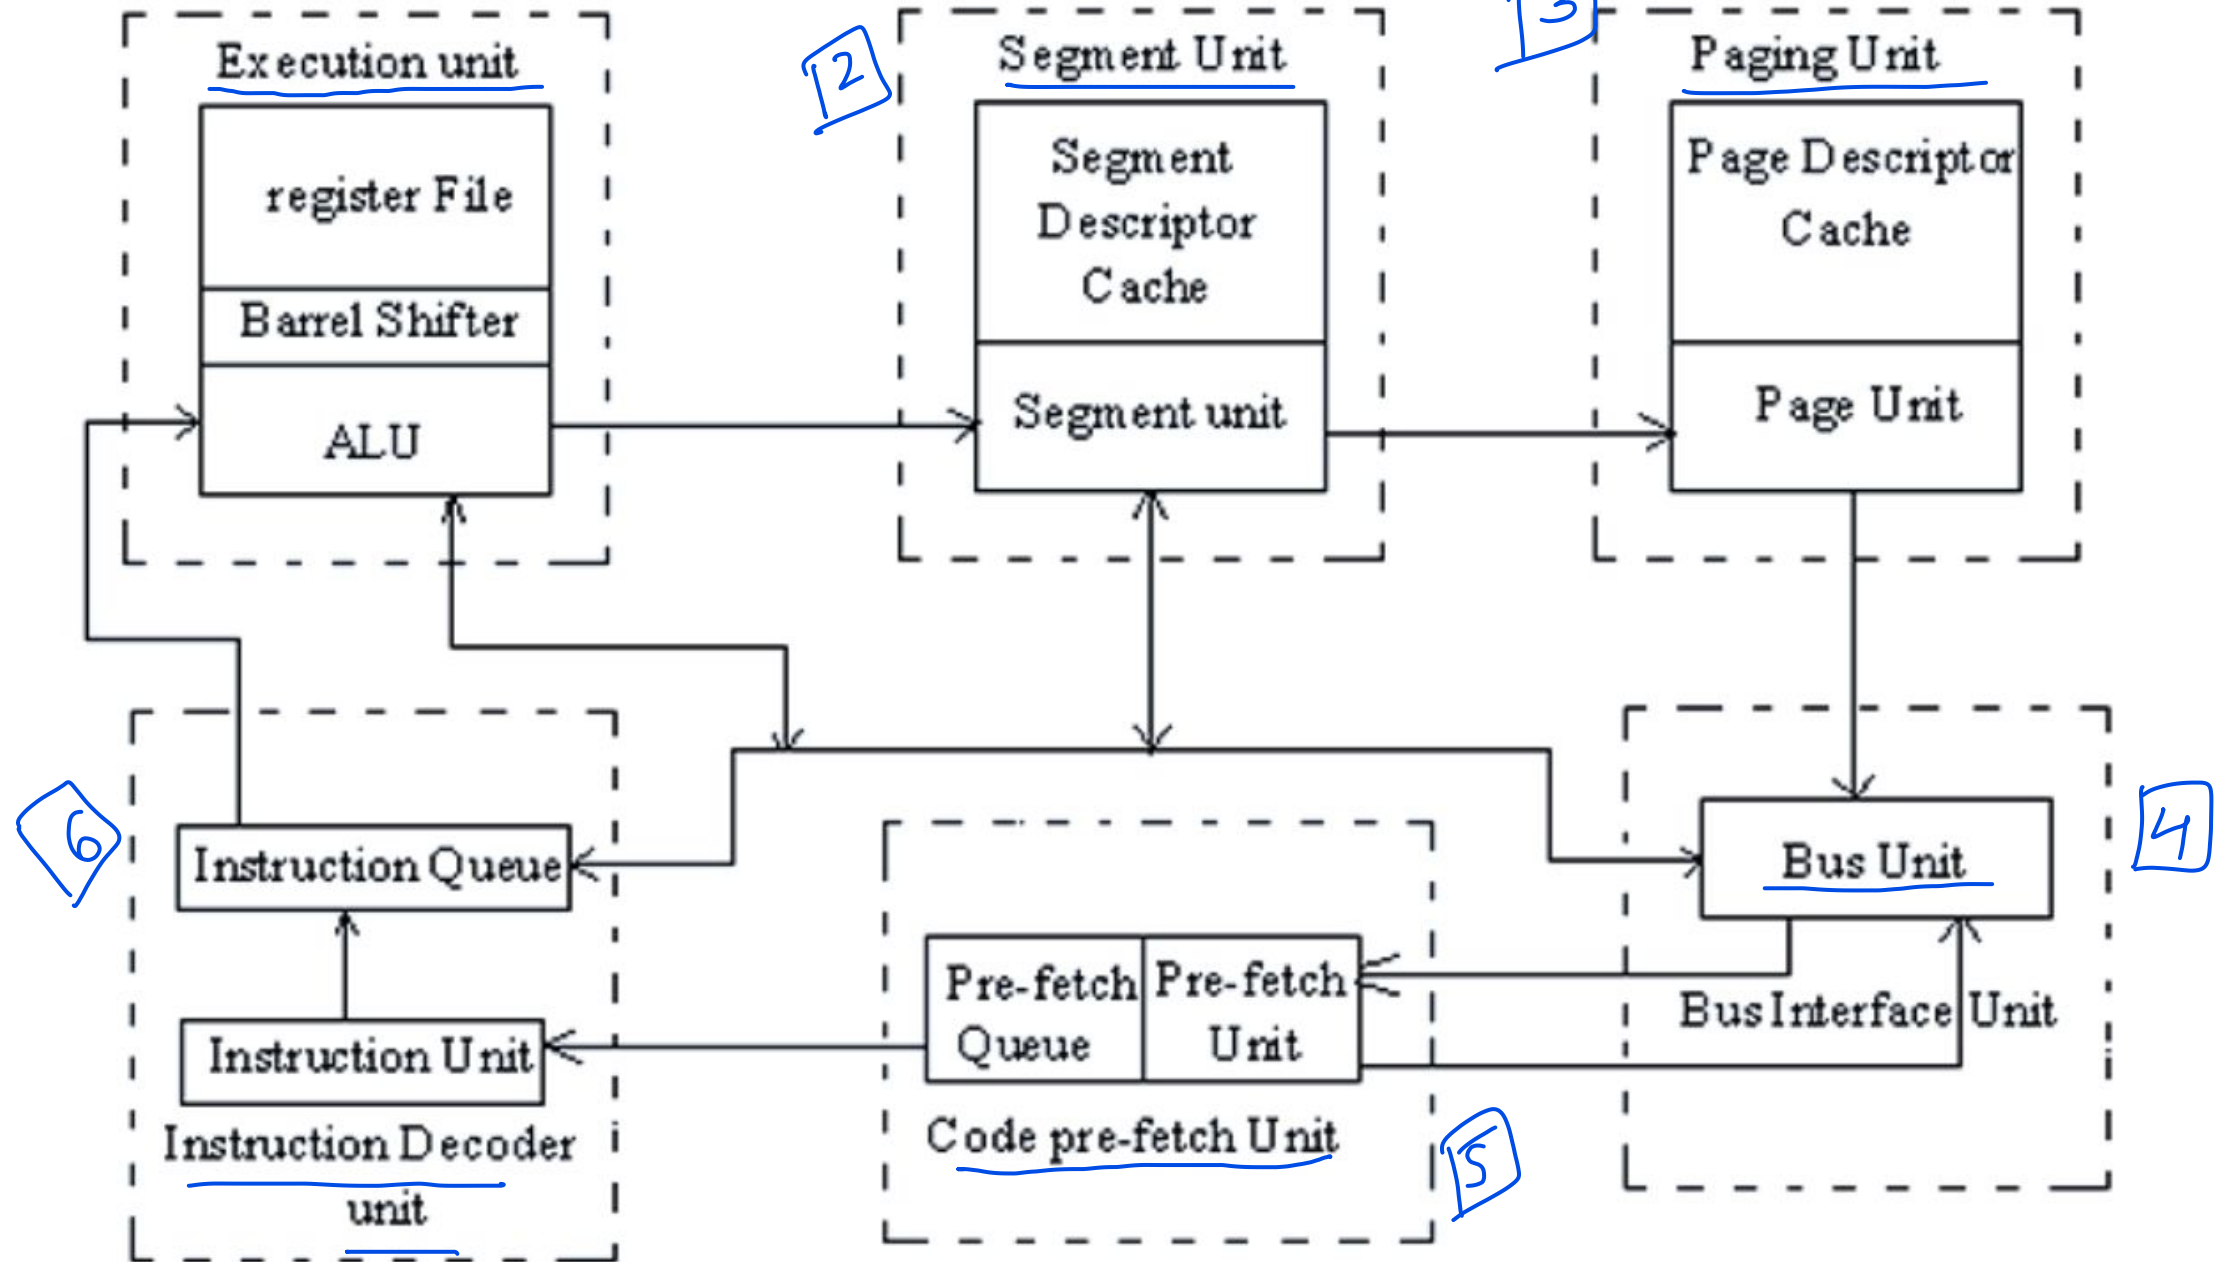 Execution unit
register File
Barrel Shifter
ALU
2
Segment Unit
Segment
Descriptor
Cache
Segment unit
3
Paging Unit
Page Descriptor
Cache
Page Unit
6
Instruction Queue
Instruction Unit
Instruction Decoder
unit
Pre-fetch
Queue
Pre-fetch
Unit
Code pre-fetch Unit
5
4
Bus Unit
Bus Interface Unit